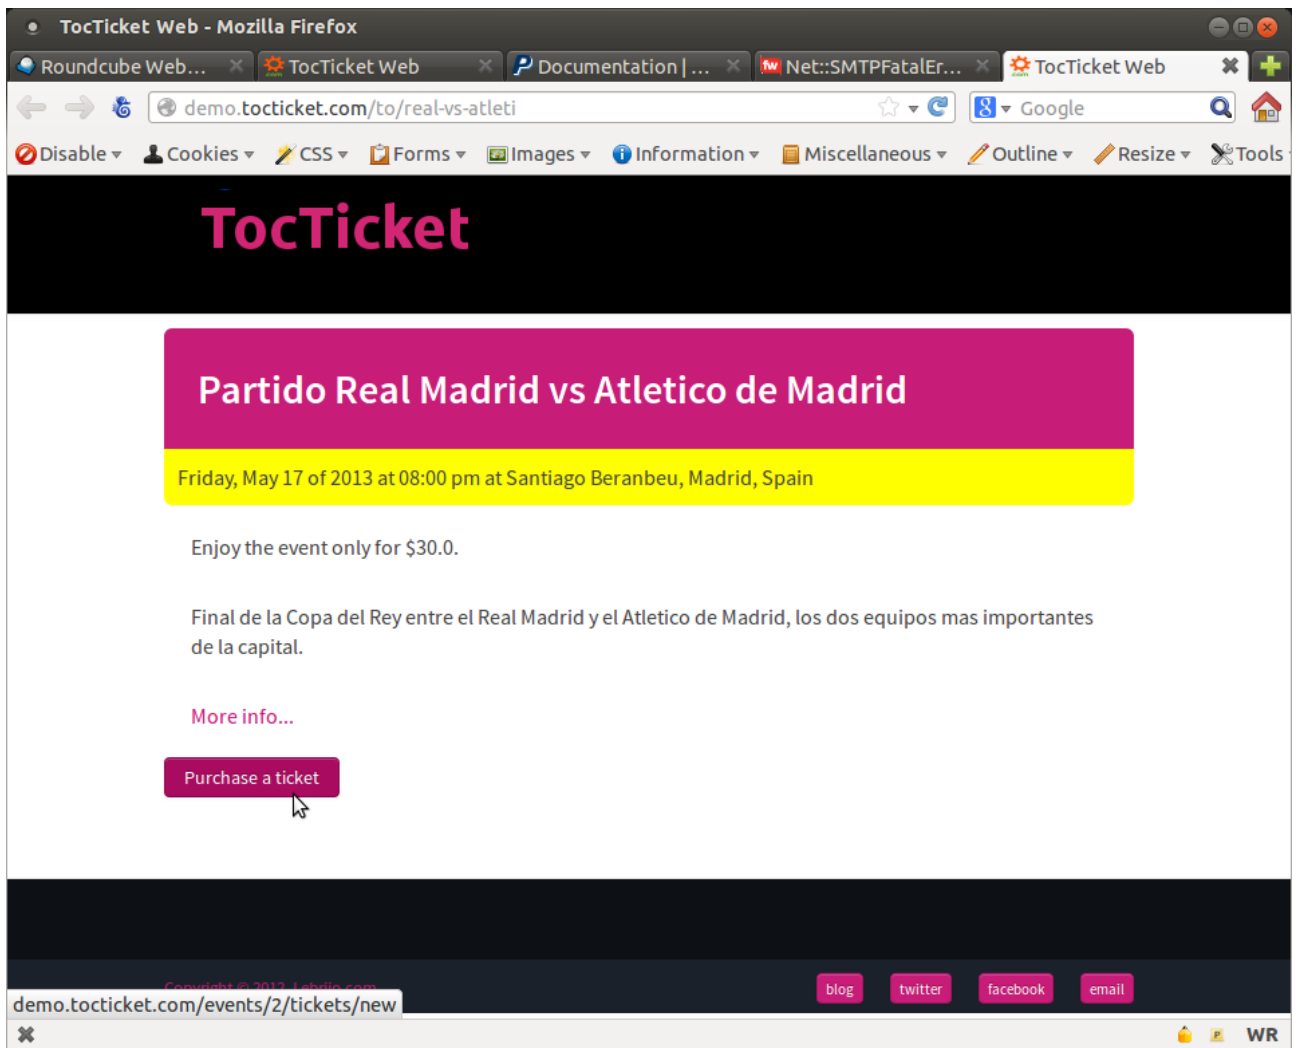 TocTicket Web - Mozilla Firefox
Roundcube Web... TocTicket Web Documentation | ... Net::SMTPFatalEr... TocTicket Web
demo.tocticket.com/to/real-vs-atleti Google
Disable Cookies CSS Forms Images Information Miscellaneous Outline Resize Tools
TocTicket
Partido Real Madrid vs Atletico de Madrid
Friday, May 17 of 2013 at 08:00 pm at Santiago Beranbeu, Madrid, Spain
Enjoy the event only for $30.0.
Final de la Copa del Rey entre el Real Madrid y el Atletico de Madrid, los dos equipos mas importantes
de la capital.
More info...
Purchase a ticket
Copyright © 2012 Lebrijo.com
blog twitter facebook email
demo.tocticket.com/events/2/tickets/new
WR